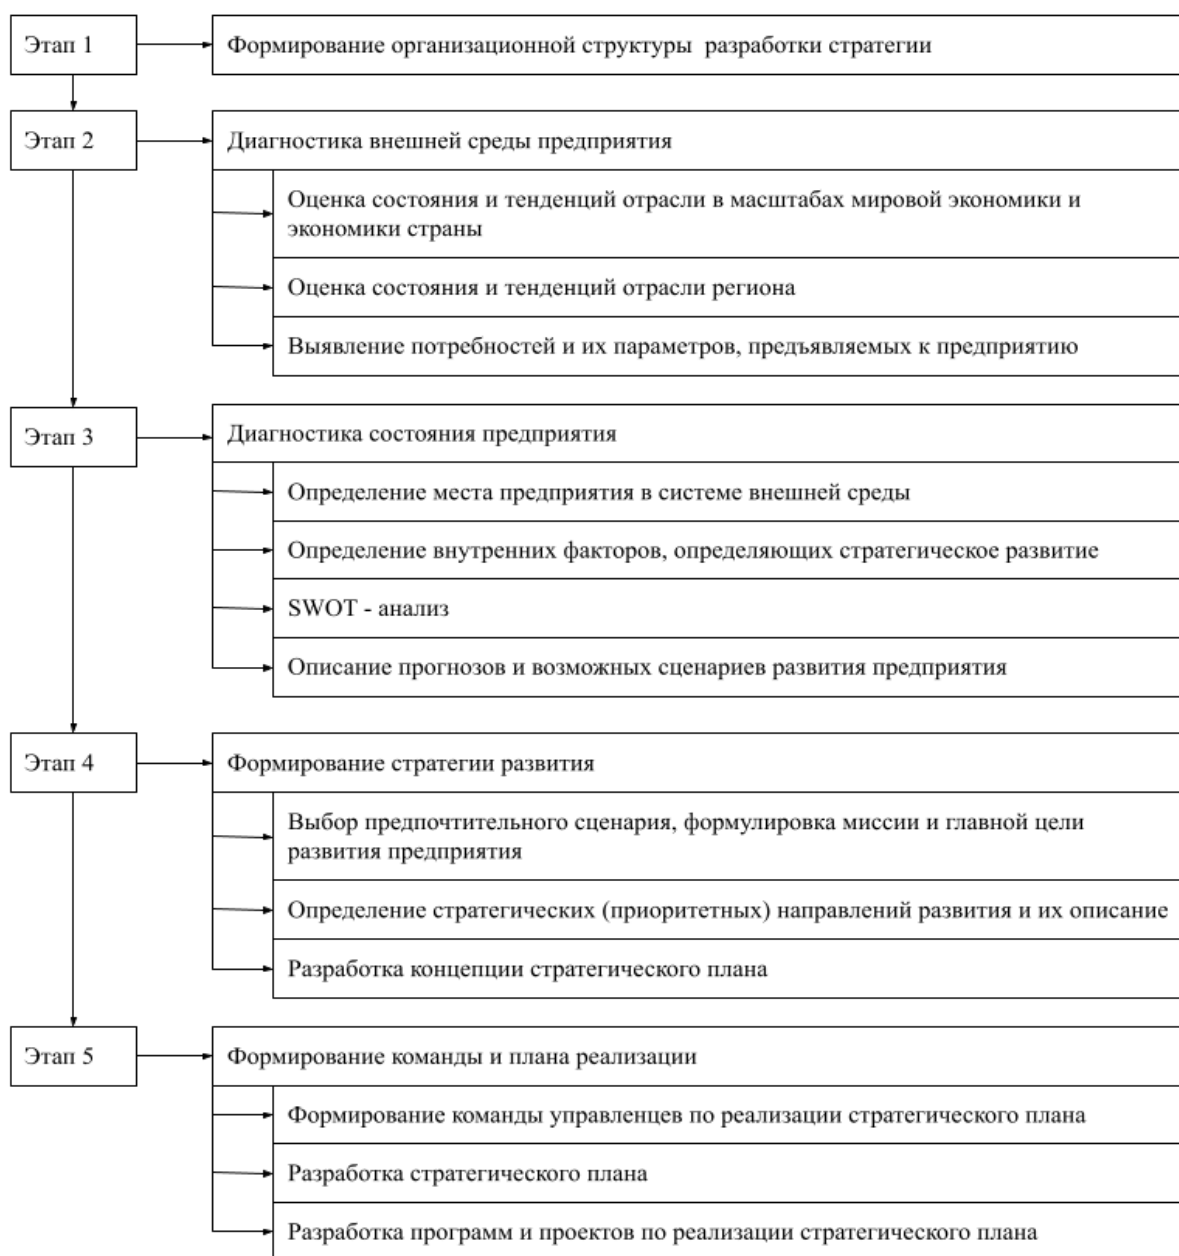 Этап 1
Формирование организационной структуры разработки стратегии
Этап 2
Диагностика внешней среды предприятия
Оценка состояния и тенденций отрасли в масштабах мировой экономики и
экономики страны
Оценка состояния и тенденций отрасли региона
Выявление потребностей и их параметров, предъявляемых к предприятию
Этап 3
Диагностика состояния предприятия
Определение места предприятия в системе внешней среды
Определение внутренних факторов, определяющих стратегическое развитие
SWOT - анализ
Описание прогнозов и возможных сценариев развития предприятия
Этап 4
Формирование стратегии развития
Выбор предпочтительного сценария, формулировка миссии и главной цели
развития предприятия
Определение стратегических (приоритетных) направлений развития и их описание
Разработка концепции стратегического плана
Этап 5
Формирование команды и плана реализации
Формирование команды управленцев по реализации стратегического плана
Разработка стратегического плана
Разработка программ и проектов по реализации стратегического плана